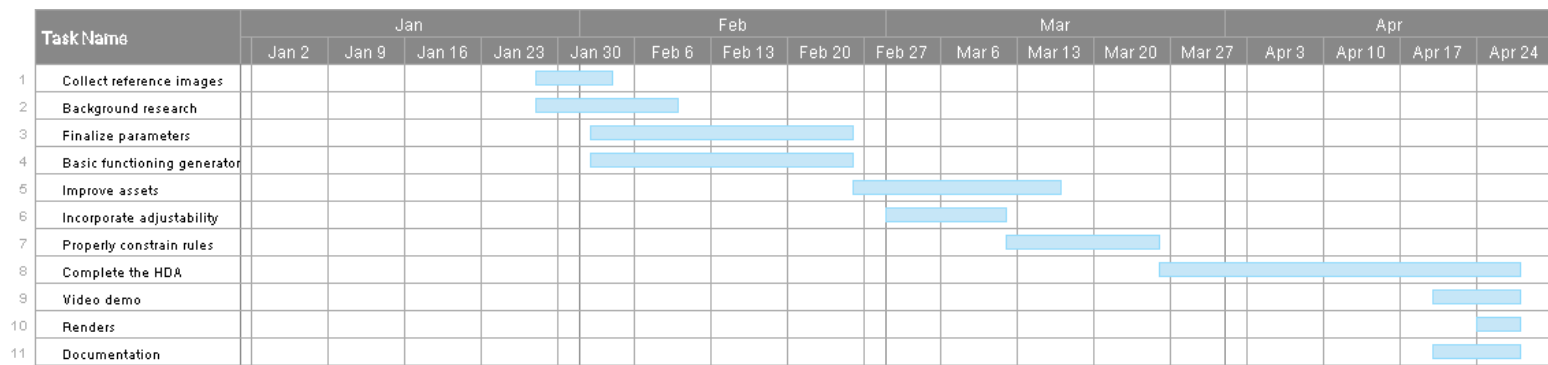 Task Name
Jan Feb Mar Apr
Jan 2 Jan 9 Jan 16 Jan 23 Jan 30 Feb 6 Feb 13 Feb 20 Feb 27 Mar 6 Mar 13 Mar 20 Mar 27 Apr 3 Apr 10 Apr 17 Apr 24
1 Collect reference images
2 Background research
3 Finalize parameters
4 Basic functioning generator
5 Improve assets
6 Incorporate adjustability
7 Properly constrain rules
8 Complete the HDA
9 Video demo
10 Renders
11 Documentation